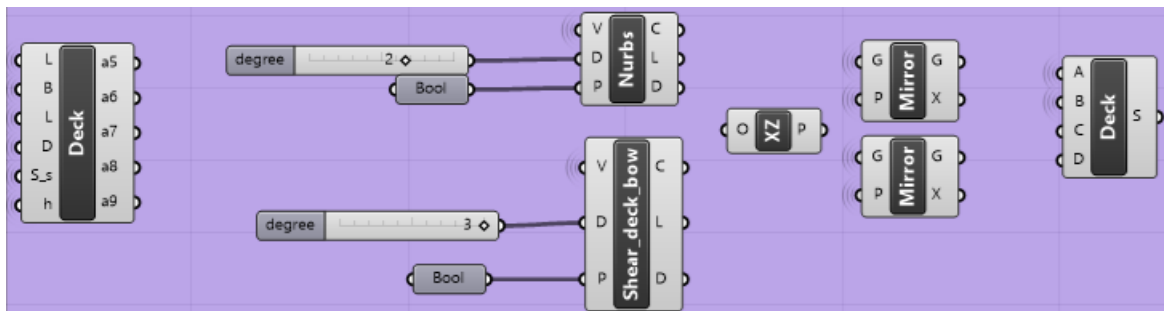 L
B
L
D
S_s
h
Deck
a5
a6
a7
a8
a9
degree
2
Bool
V
D
P
Nurbs
C
L
D
degree
3
Bool
V
D
P
Shear_deck_bow
C
L
D
O
XZ
P
G
P
Mirror
G
X
G
P
Mirror
G
X
A
B
C
D
Deck
S